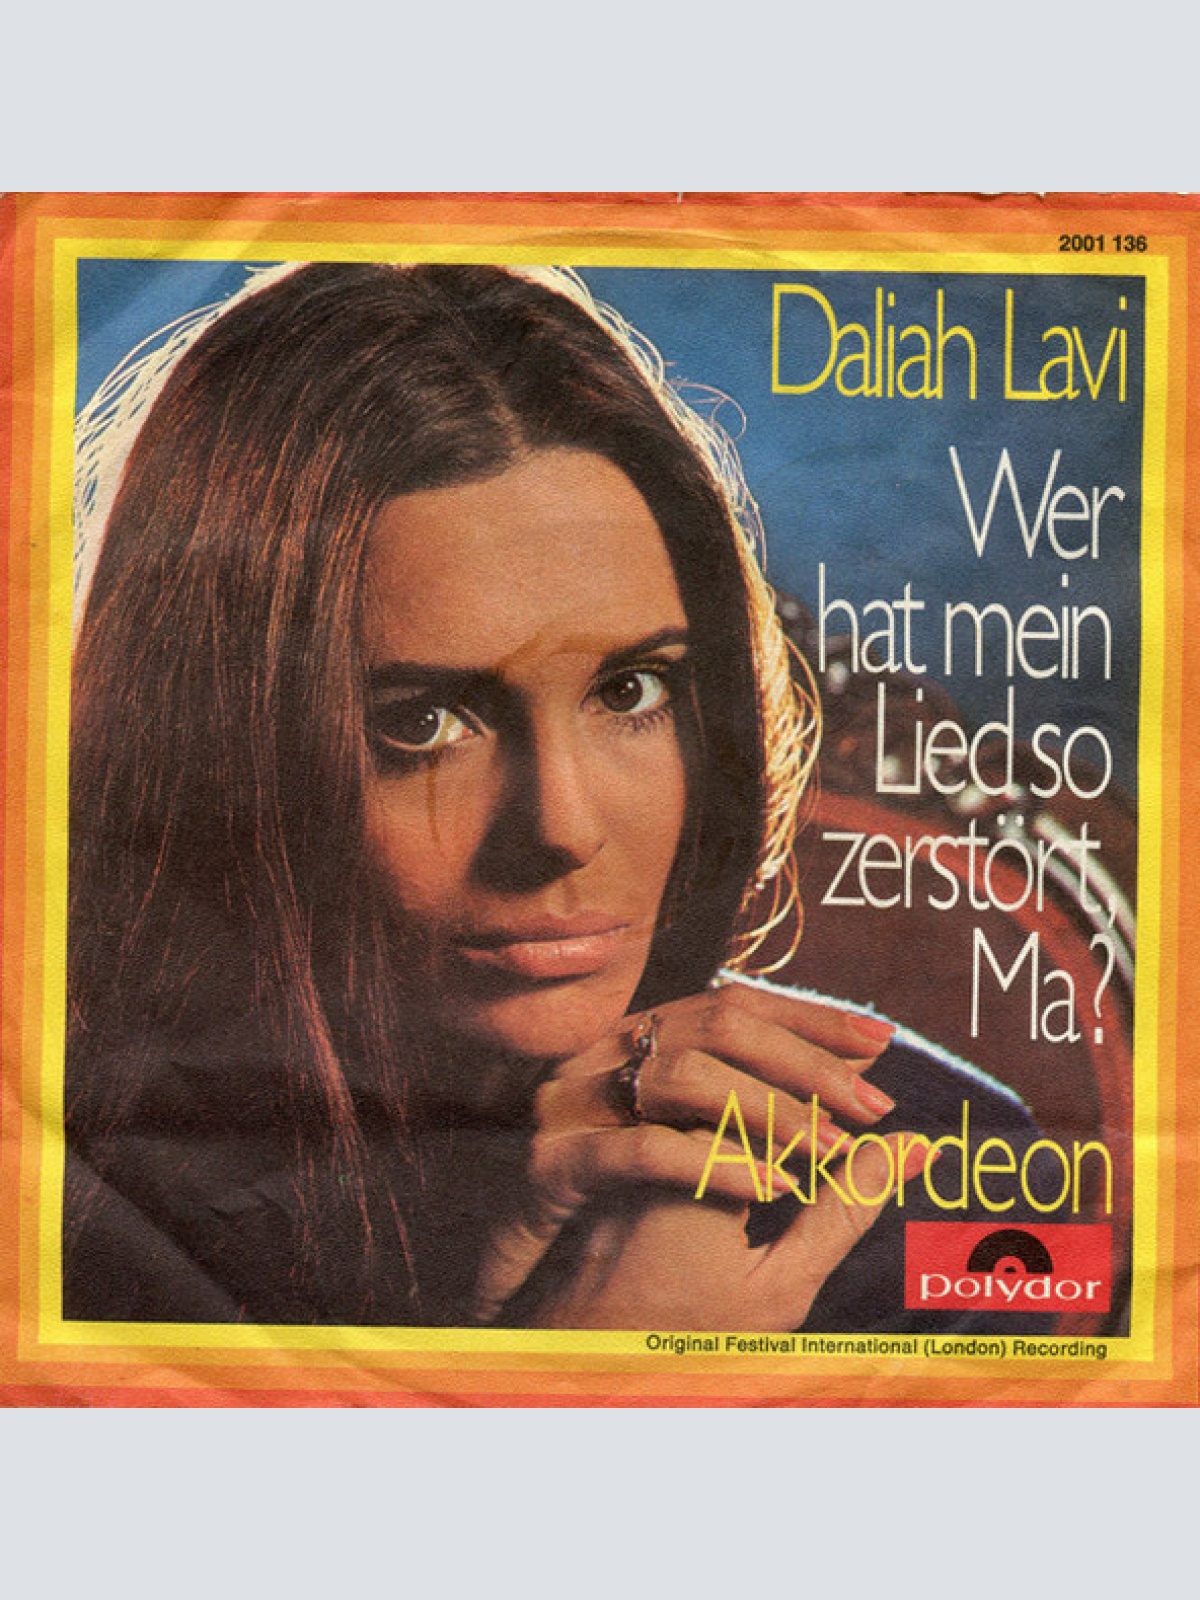 2001 136
Daliah Lavi
Wer
hat mein
Lied so
zerstört,
Ma?
Akkordeon
polydor
Original Festival International (London) Recording